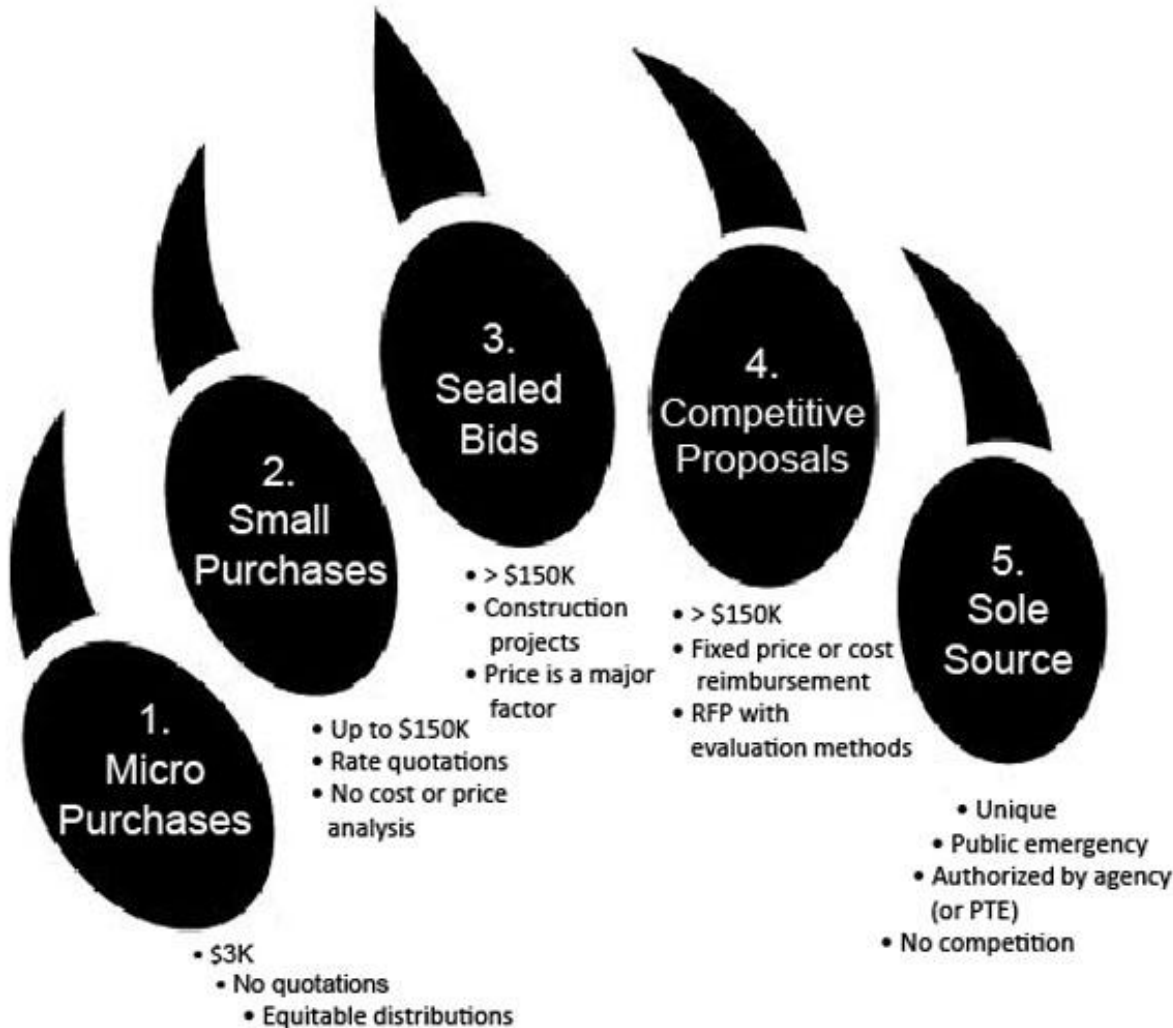 1.
Micro
Purchases
• $3K
• No quotations
• Equitable distributions
2.
Small
Purchases
• Up to $150K
• Rate quotations
• No cost or price
analysis
3.
Sealed
Bids
• > $150K
• Construction
projects
• Price is a major
factor
4.
Competitive
Proposals
• > $150K
• Fixed price or cost
reimbursement
• RFP with
evaluation methods
5.
Sole
Source
• Unique
• Public emergency
• Authorized by agency
(or PTE)
• No competition